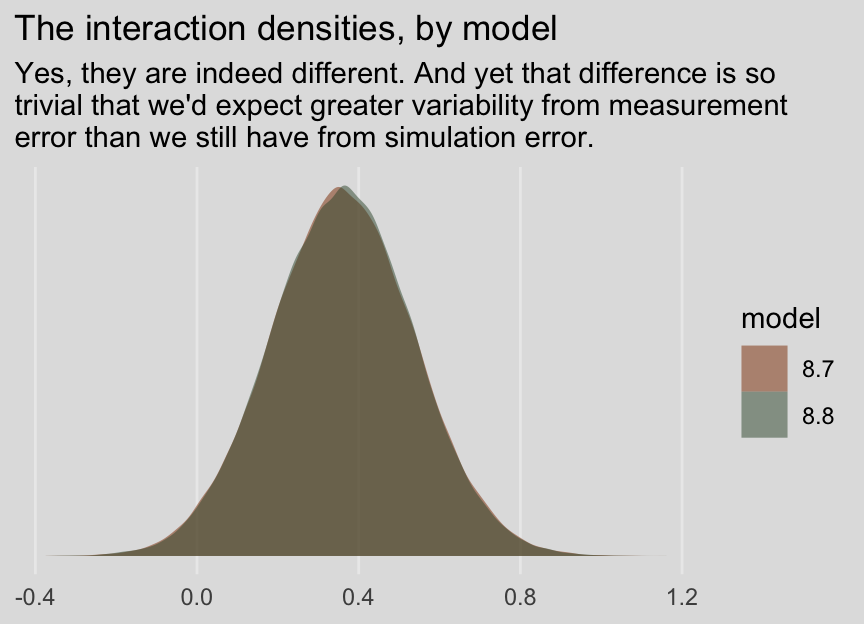 The interaction densities, by model
Yes, they are indeed different. And yet that difference is so
trivial that we'd expect greater variability from measurement
error than we still have from simulation error.
model
8.7
8.8
-0.4 0.0 0.4 0.8 1.2